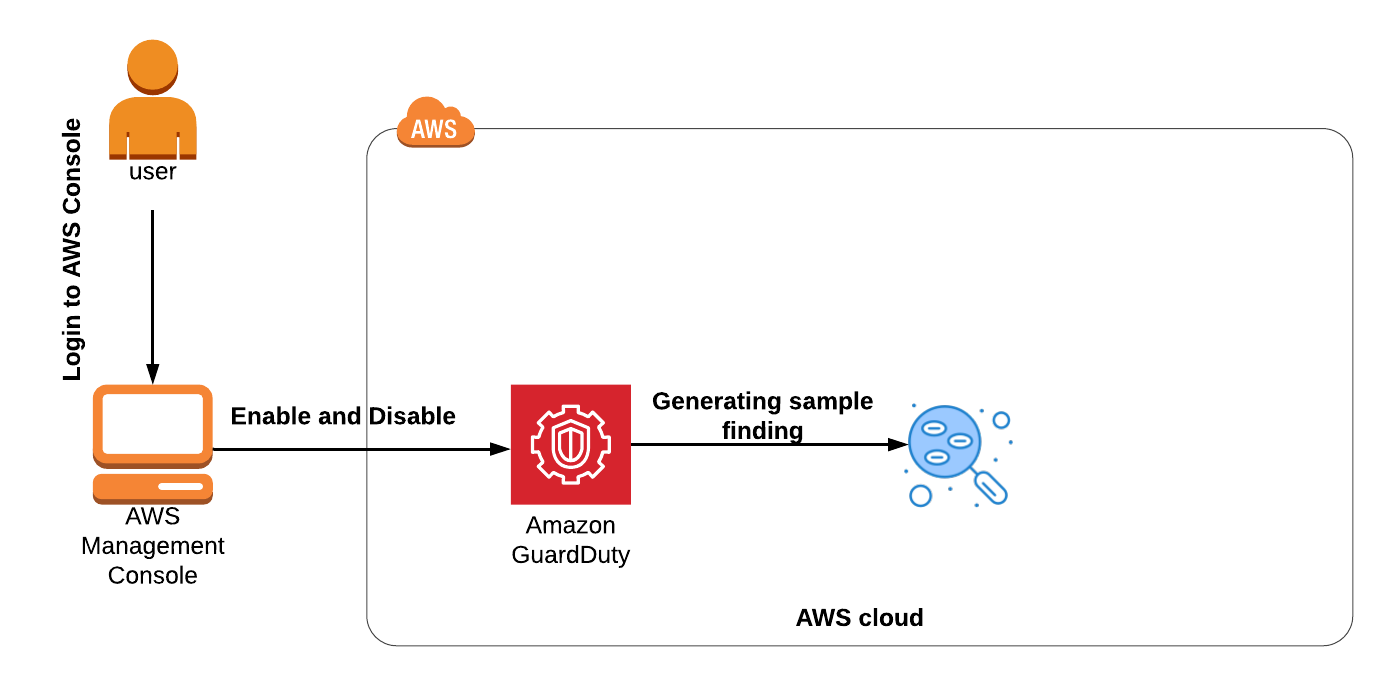 user
Login to AWS Console
AWS
Enable and Disable
Generating sample
finding
AWS
Management
Console
Amazon
GuardDuty
AWS cloud